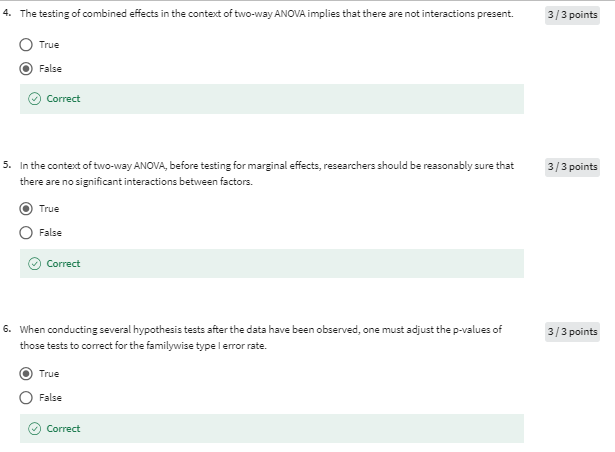 4. The testing of combined effects in the context of two-way ANOVA implies that there are not interactions present. 3 / 3 points
True
False
Correct
5. In the context of two-way ANOVA, before testing for marginal effects, researchers should be reasonably sure that 3 / 3 points
there are no significant interactions between factors.
True
False
Correct
6. When conducting several hypothesis tests after the data have been observed, one must adjust the p-values of 3 / 3 points
those tests to correct for the familywise type I error rate.
True
False
Correct